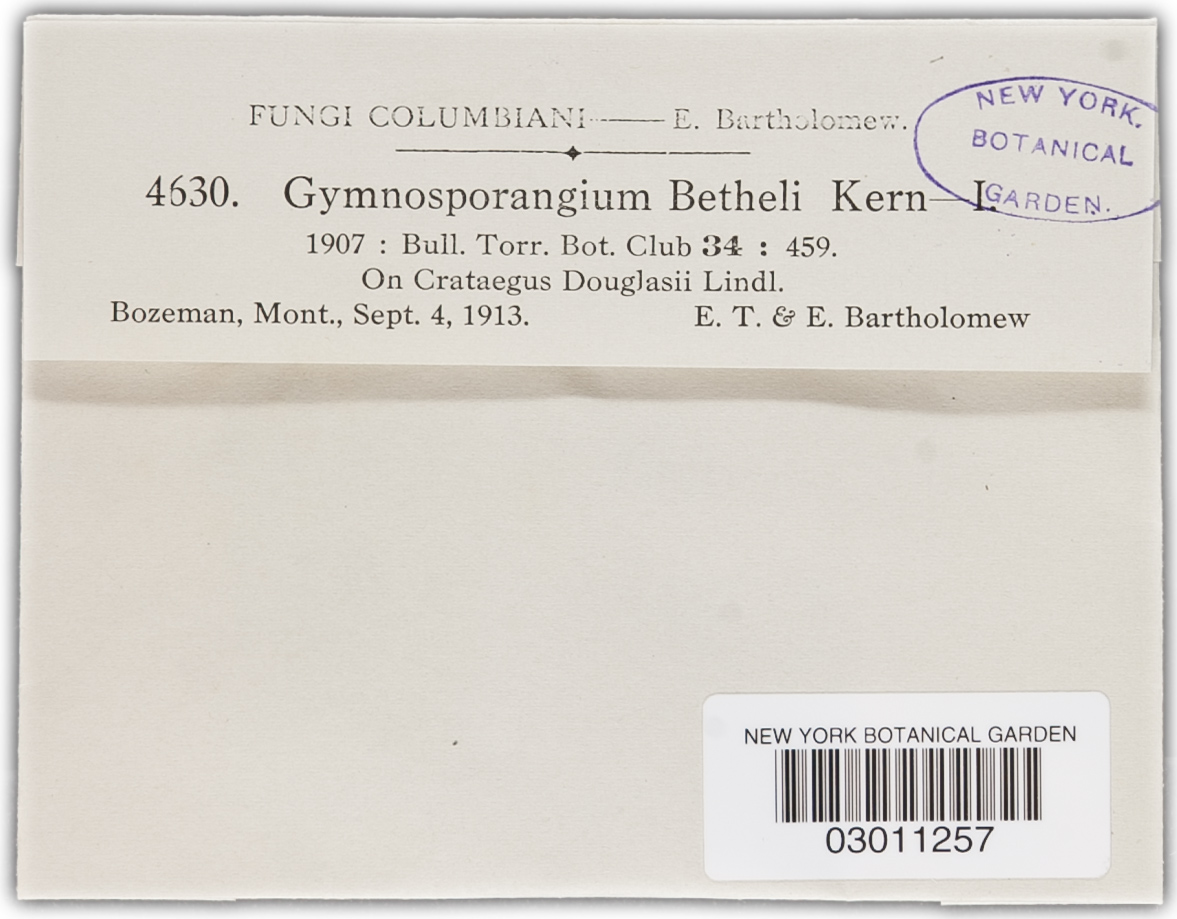 FUNGI COLUMBIANI—— E. Bartholomew.
4630. Gymnosporangium Betheli Kern—I.
1907 : Bull. Torr. Bot. Club 34 : 459.
On Crataegus Douglasii Lindl.
Bozeman, Mont., Sept. 4, 1913. E. T. & E. Bartholomew
NEW YORK.
BOTANICAL
GARDEN.
NEW YORK BOTANICAL GARDEN
03011257